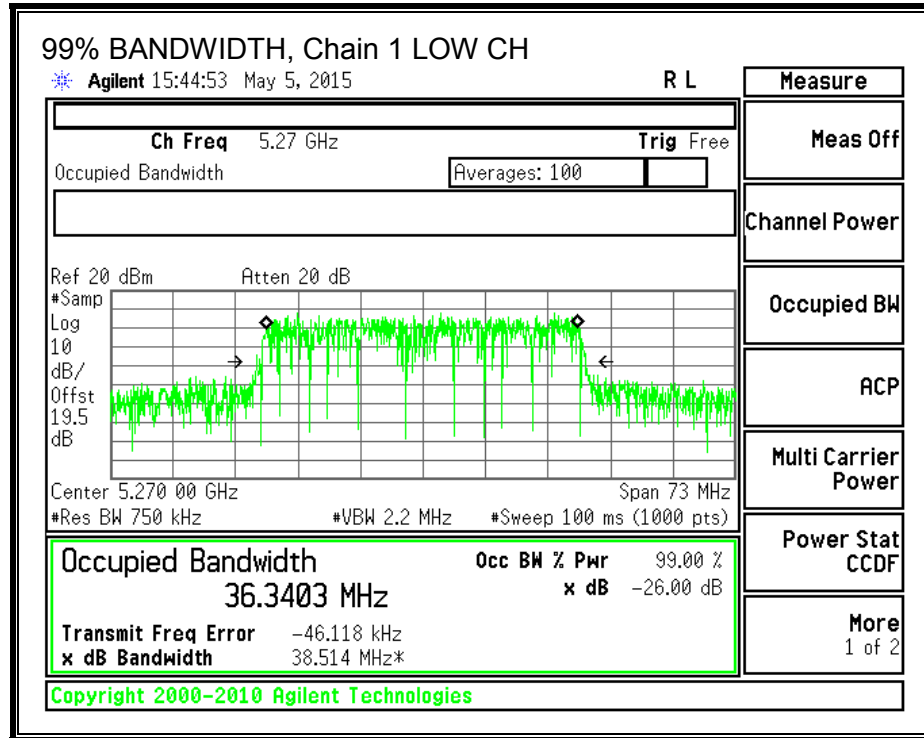 99% BANDWIDTH, Chain 1 LOW CH
Agilent 15:44:53 May 5, 2015 R L
Measure
Ch Freq 5.27 GHz Trig Free
Meas Off
Occupied Bandwidth Averages: 100
Channel Power
Ref 20 dBm Atten 20 dB
#Samp
Log
10
dB/
Offst
19.5
dB
Occupied BW
ACP
Multi Carrier
Power
Center 5.270 00 GHz Span 73 MHz
#Res BW 750 kHz #VBW 2.2 MHz #Sweep 100 ms (1000 pts)
Power Stat
CCDF
Occupied Bandwidth Occ BW % Pwr 99.00 %
36.3403 MHz x dB -26.00 dB
Transmit Freq Error -46.118 kHz
x dB Bandwidth 38.514 MHz*
More
1 of 2
Copyright 2000-2010 Agilent Technologies